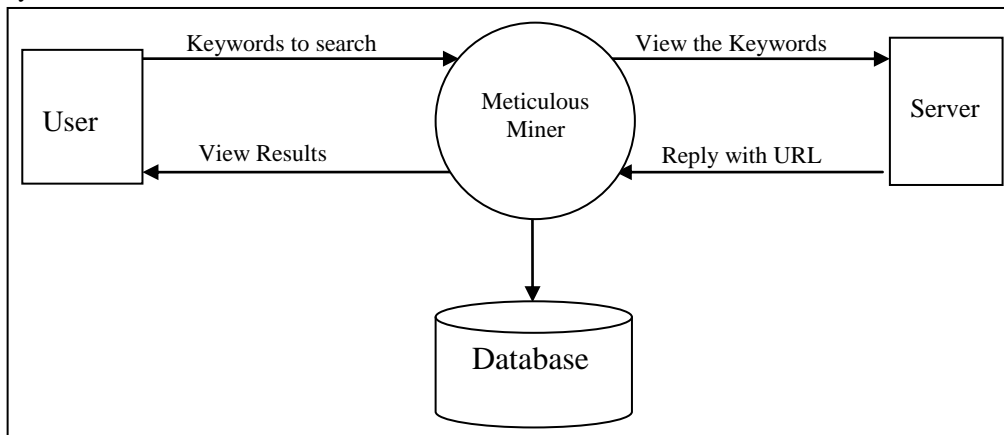 Keywords to search
View the Keywords
User
Meticulous
Miner
Server
View Results
Reply with URL
Database